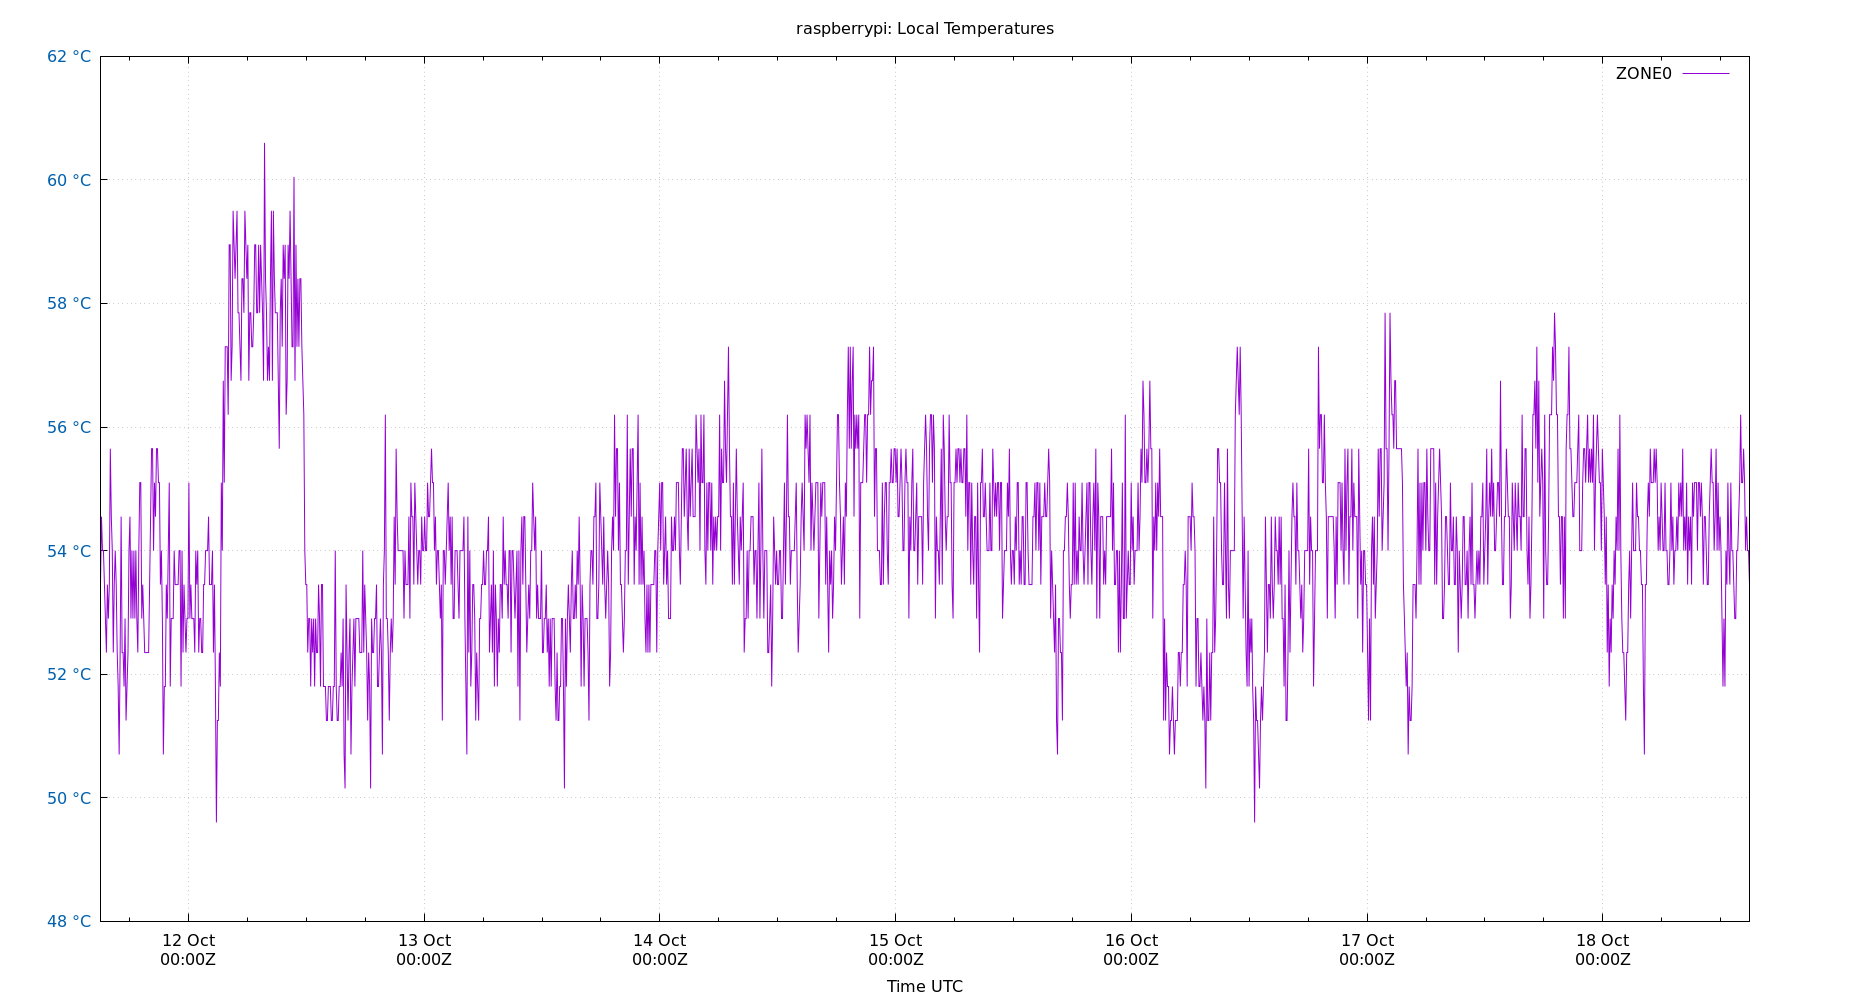 raspberrypi: Local Temperatures
62 °C
ZONE0
60 °C
58 °C
56 °C
54 °C
52 °C
50 °C
48 °C
12 Oct 13 Oct 14 Oct 15 Oct 16 Oct 17 Oct 18 Oct
00:00Z 00:00Z 00:00Z 00:00Z 00:00Z 00:00Z 00:00Z
Time UTC